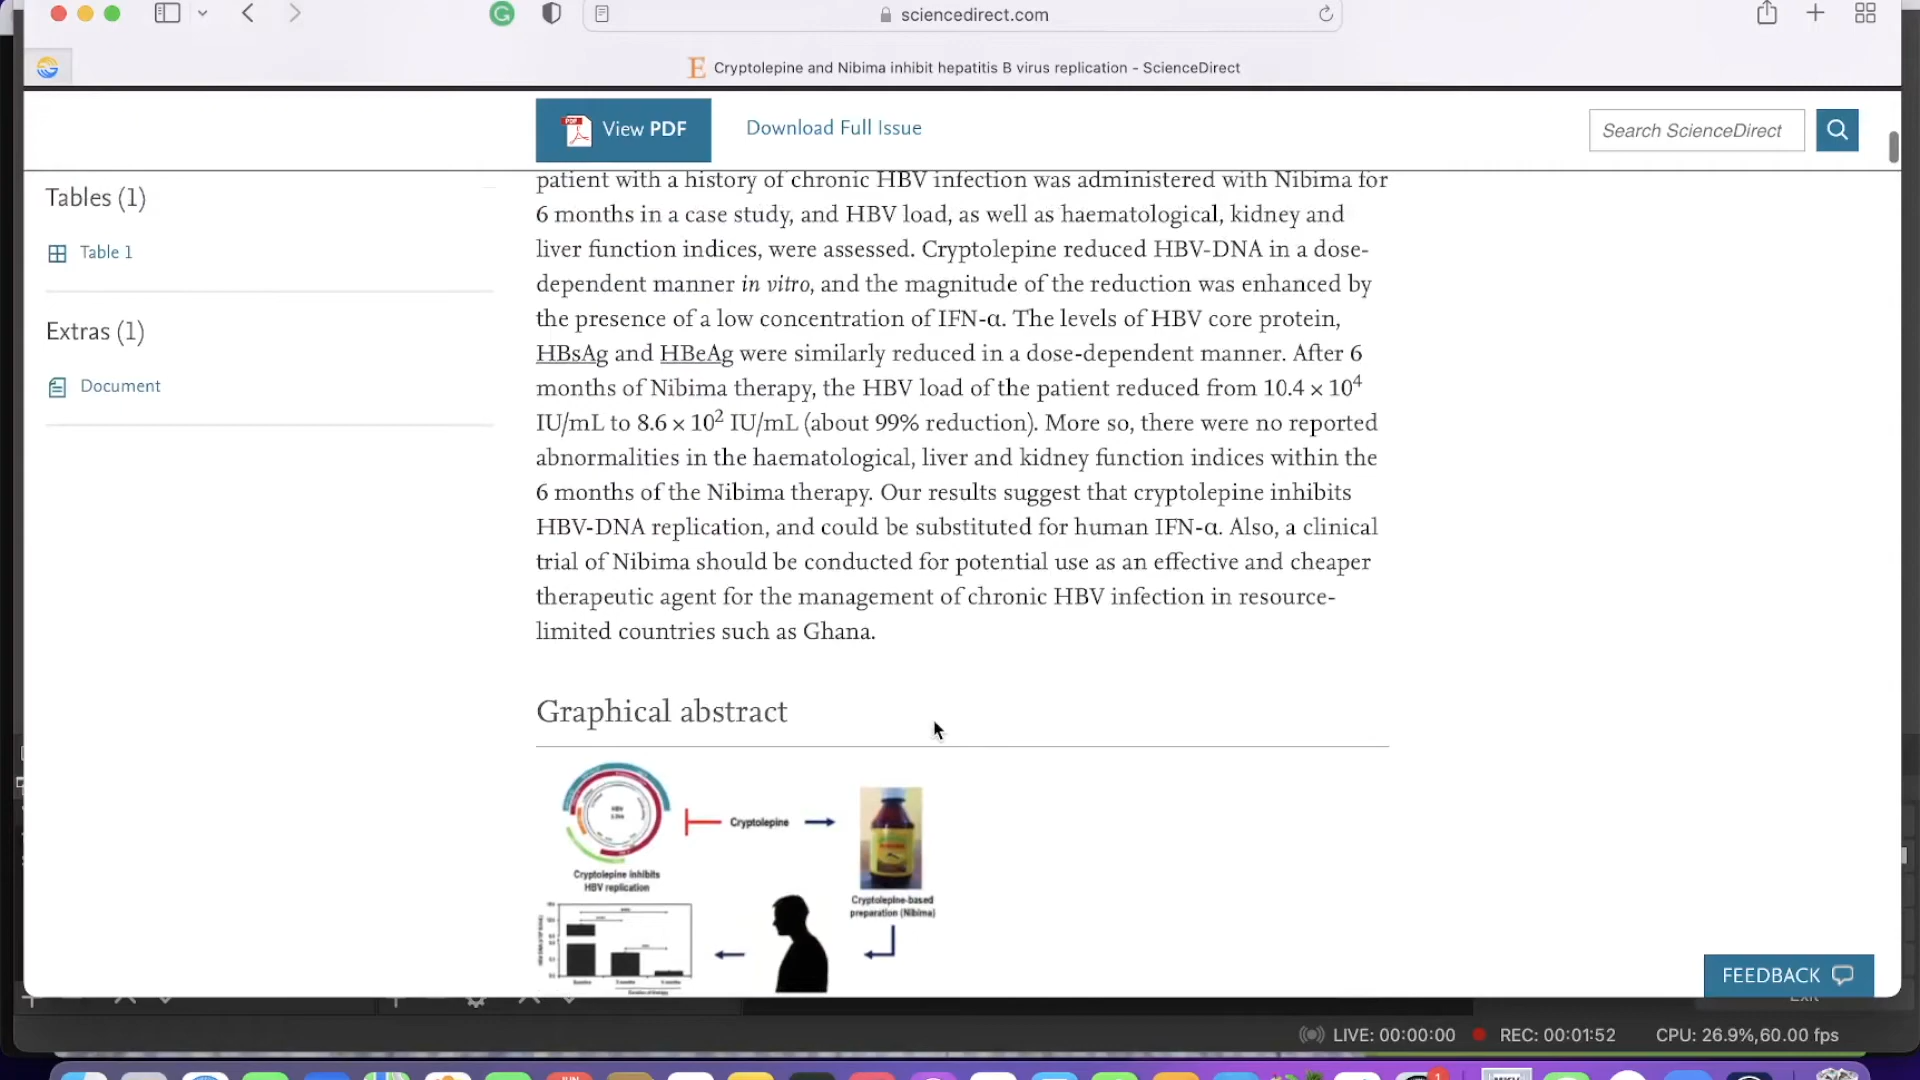 sciencedirect.com
Cryptolepine and Nibima inhibit hepatitis B virus replication - ScienceDirect
View PDF
Download Full Issue
Search ScienceDirect
Tables (1)
Table 1
Extras (1)
Document
patient with a history of chronic HBV infection was administered with Nibima for
6 months in a case study, and HBV load, as well as haematological, kidney and
liver function indices, were assessed. Cryptolepine reduced HBV-DNA in a dose-
dependent manner in vitro, and the magnitude of the reduction was enhanced by
the presence of a low concentration of IFN-α. The levels of HBV core protein,
HBsAg and HBeAg were similarly reduced in a dose-dependent manner. After 6
months of Nibima therapy, the HBV load of the patient reduced from 10.4 × 10⁴
IU/mL to 8.6 × 10² IU/mL (about 99% reduction). More so, there were no reported
abnormalities in the haematological, liver and kidney function indices within the
6 months of the Nibima therapy. Our results suggest that cryptolepine inhibits
HBV-DNA replication, and could be substituted for human IFN-α. Also, a clinical
trial of Nibima should be conducted for potential use as an effective and cheaper
therapeutic agent for the management of chronic HBV infection in resource-
limited countries such as Ghana.
Graphical abstract
HBV
Cryptolepine
Cryptolepine inhibits
HBV replication
Cryptolepine-based
preparation (Nibima)
FEEDBACK
LIVE: 00:00:00
REC: 00:01:52
CPU: 26.9%,60.00 fps